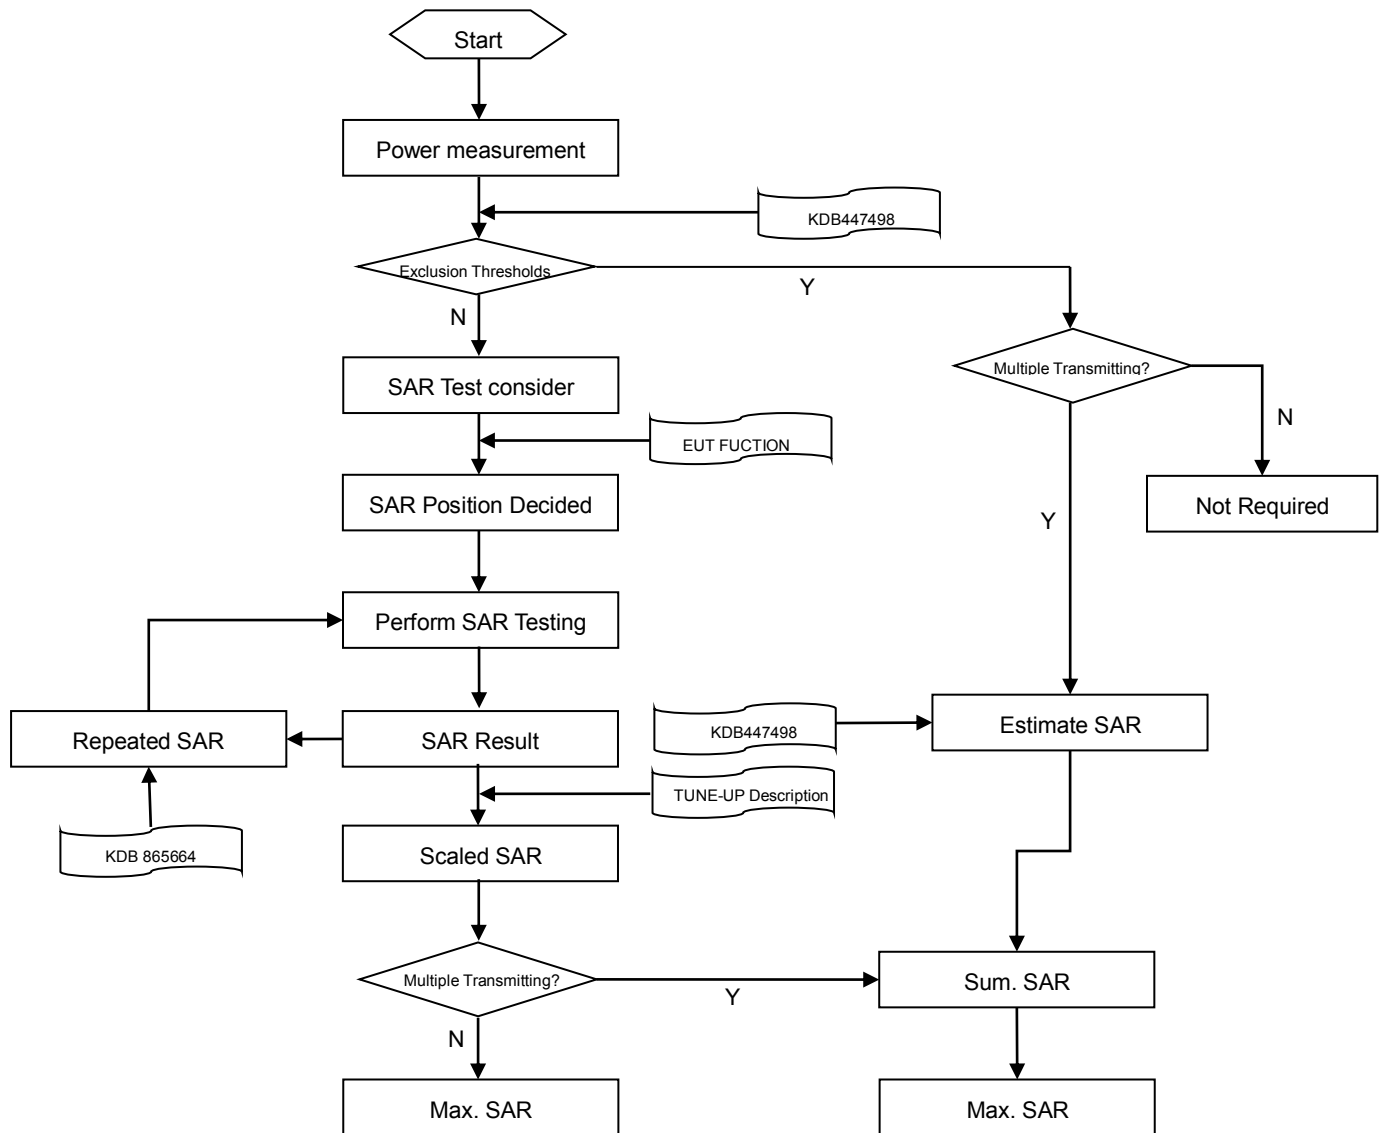 Start
Power measurement
KDB447498
Exclusion Thresholds
Y
N
Multiple Transmitting?
SAR Test consider
N
EUT FUCTION
SAR Position Decided
Not Required
Y
Perform SAR Testing
Repeated SAR
SAR Result
KDB447498
Estimate SAR
TUNE-UP Description
KDB 865664
Scaled SAR
Multiple Transmitting?
Y
Sum. SAR
N
Max. SAR
Max. SAR